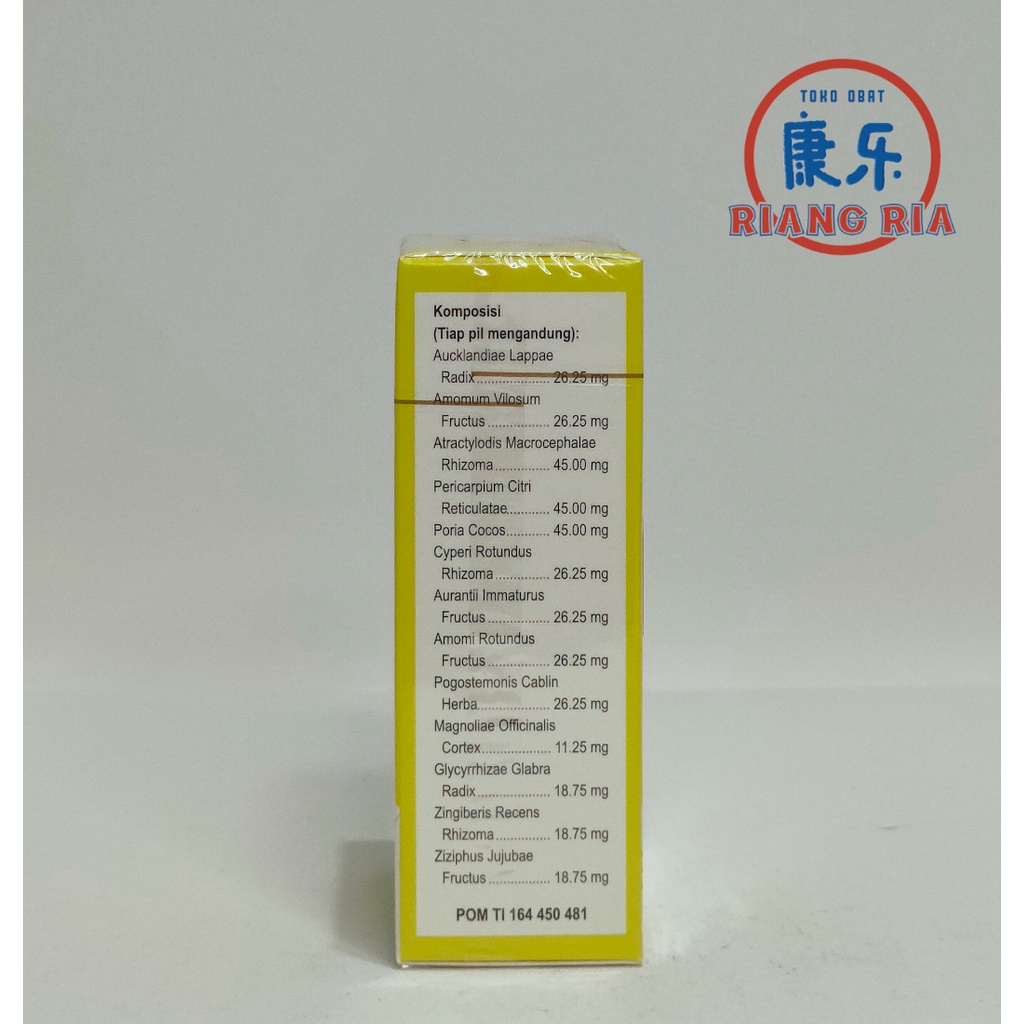 TOKO OBAT
康乐
RIANG RIA
Komposisi
(Tiap pil mengandung):
Aucklandiae Lappae
Radix..................... 26.25 mg
Amomum Vilosum
Fructus .................. 26.25 mg
Atractylodis Macrocephalae
Rhizoma................ 45.00 mg
Pericarpium Citri
Reticulatae............. 45.00 mg
Poria Cocos............. 45.00 mg
Cyperi Rotundus
Rhizoma ................ 26.25 mg
Aurantii Immaturus
Fructus .................. 26.25 mg
Amomi Rotundus
Fructus .................. 26.25 mg
Pogostemonis Cablin
Herba..................... 26.25 mg
Magnoliae Officinalis
Cortex.................... 11.25 mg
Glycyrrhizae Glabra
Radix..................... 18.75 mg
Zingiberis Recens
Rhizoma ................ 18.75 mg
Ziziphus Jujubae
Fructus .................. 18.75 mg
POM TI 164 450 481